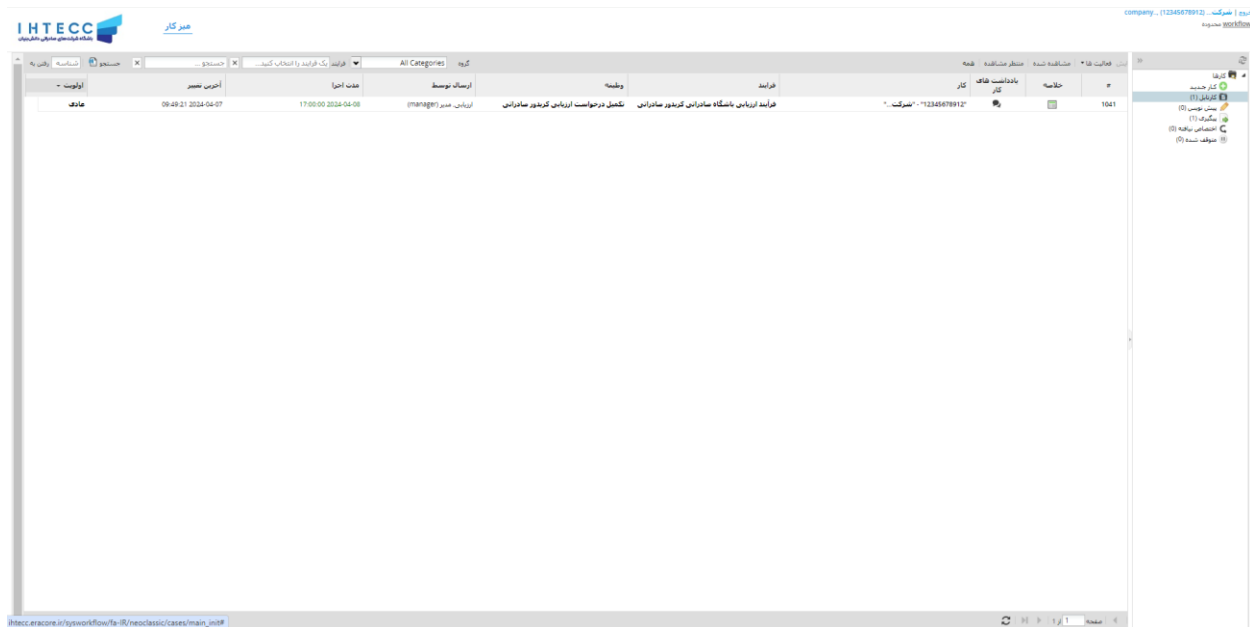 خروج | شرکت... (12345678912) ..company
workflow محدوده
میز کار
IHTECC
باشگاه شرکت‌های صادراتی دانش‌بنیان
فعالیت ها مشاهده شده منتظر مشاهده همه
گروه All Categories فرایند یک فرایند را انتخاب کنید... جستجو ... جستجو شناسه رفتن به
# خلاصه یادداشت های کار کار فرایند وظیفه ارسال توسط مدت اجرا آخرین تغییر اولویت
1041 "12345678912" - "شرکت..." فرآیند ارزیابی باشگاه صادراتی کریدور صادراتی تکمیل درخواست ارزیابی کریدور صادراتی ارزیابی, مدیر (manager) 2024-04-08 17:00:00 2024-04-07 09:49:21 عادی
کارها
کار جدید
کارتابل (1)
پیش نویس (0)
پیگیری (1)
اختصاص نیافته (0)
متوقف شده (0)
صفحه 1 از 1
ihtecc.eracore.ir/sysworkflow/fa-IR/neoclassic/cases/main_init#